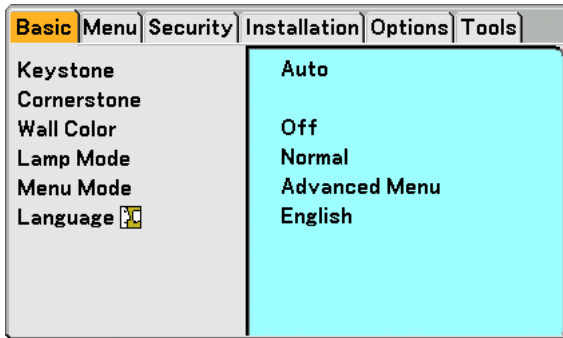 Basic Menu Security Installation Options Tools
Keystone Auto
Cornerstone
Wall Color Off
Lamp Mode Normal
Menu Mode Advanced Menu
Language English